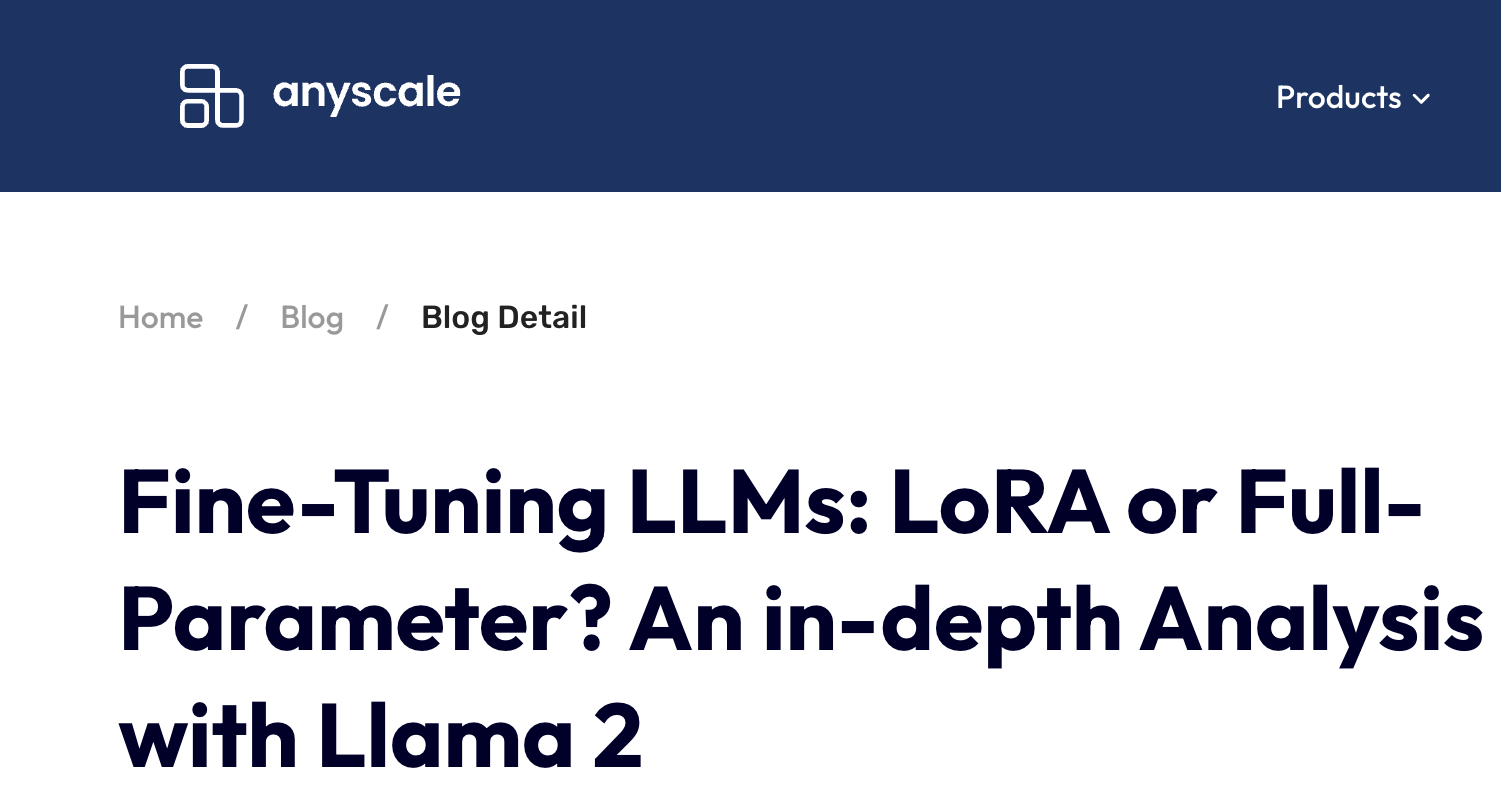 anyscale
Products
Home / Blog / Blog Detail
Fine-Tuning LLMs: LoRA or Full-
Parameter? An in-depth Analysis
with Llama 2